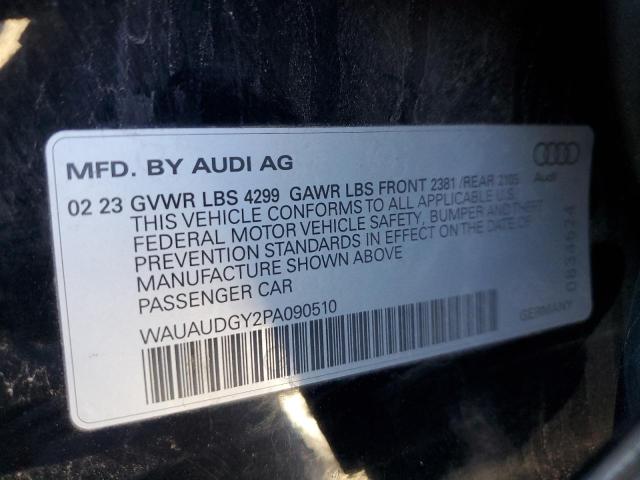 MFD. BY AUDI AG
Audi
02 23 GVWR LBS 4299 GAWR LBS FRONT 2381 /REAR 2105
THIS VEHICLE CONFORMS TO ALL APPLICABLE U.S.
FEDERAL MOTOR VEHICLE SAFETY, BUMPER AND THEFT
PREVENTION STANDARDS IN EFFECT ON THE DATE OF
MANUFACTURE SHOWN ABOVE
PASSENGER CAR
WAUAUDGY2PA090510
GERMANY
0834624